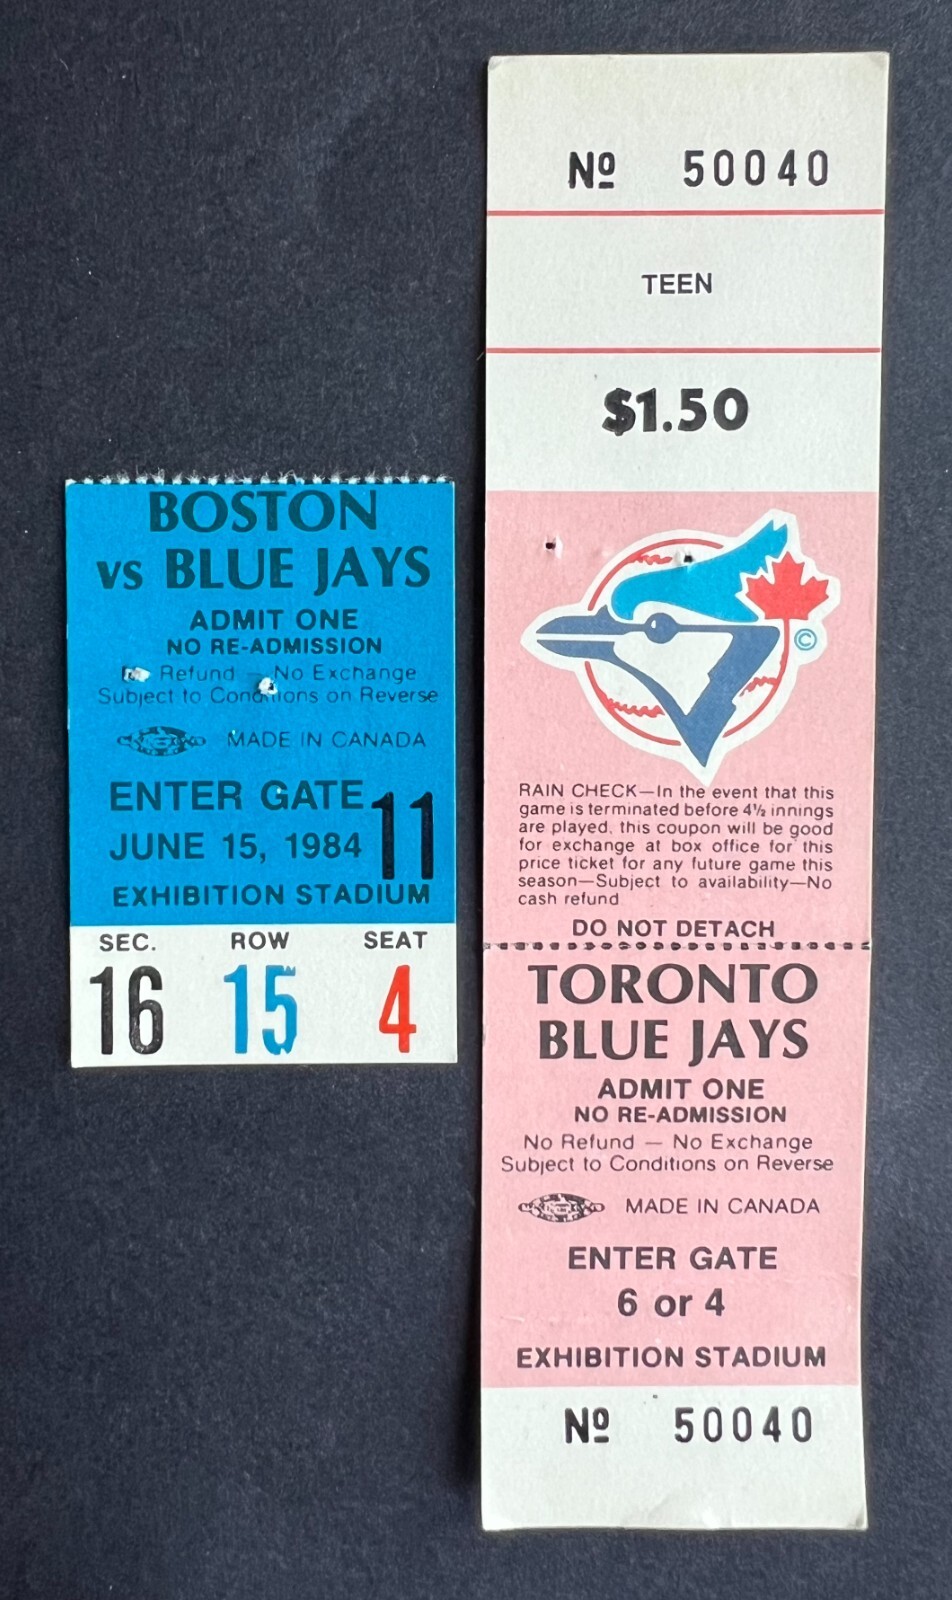 BOSTON
vs BLUE JAYS
ADMIT ONE
NO RE-ADMISSION
Refund — No Exchange
Subject to Conditions on Reverse
MADE IN CANADA
ENTER GATE 11
JUNE 15, 1984
EXHIBITION STADIUM
SEC. ROW SEAT
16 15 4
Nº 50040
TEEN
$1.50
©
RAIN CHECK—In the event that this
game is terminated before 4½ innings
are played, this coupon will be good
for exchange at box office for this
price ticket for any future game this
season—Subject to availability—No
cash refund
DO NOT DETACH
TORONTO
BLUE JAYS
ADMIT ONE
NO RE-ADMISSION
No Refund — No Exchange
Subject to Conditions on Reverse
MADE IN CANADA
ENTER GATE
6 or 4
EXHIBITION STADIUM
Nº 50040